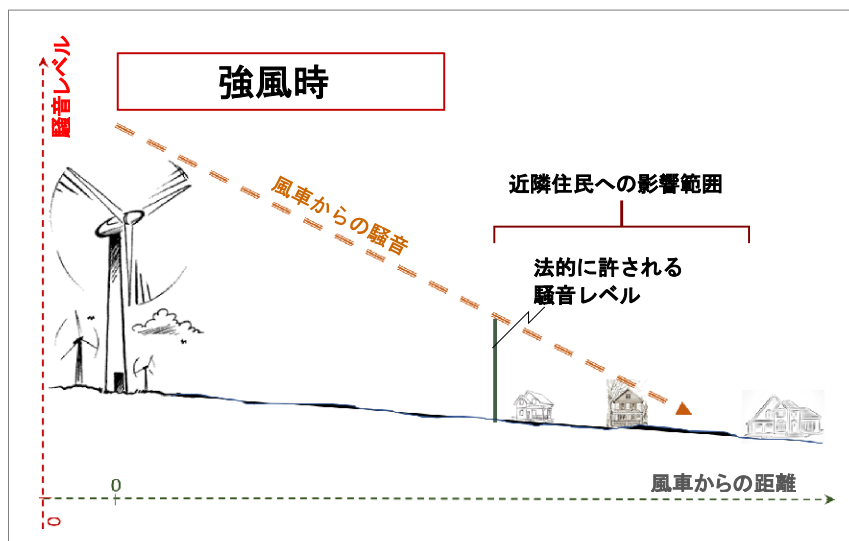 騒音レベル
強風時
風車からの騒音
近隣住民への影響範囲
法的に許される
騒音レベル
0
風車からの距離
0